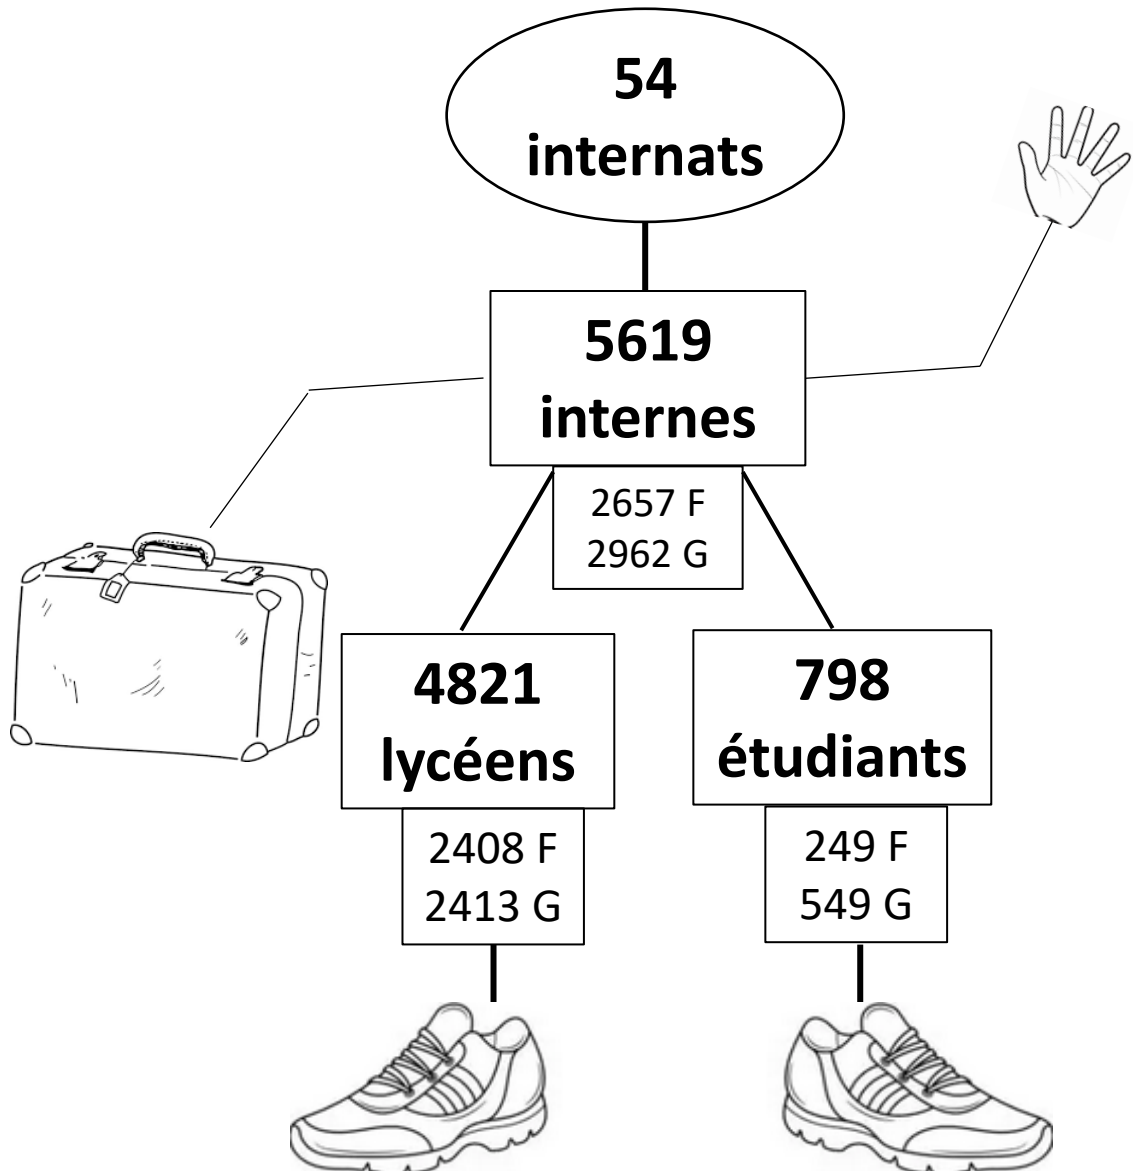 54
internats
5619
internes
2657 F
2962 G
4821
lycéens
798
étudiants
2408 F
2413 G
249 F
549 G